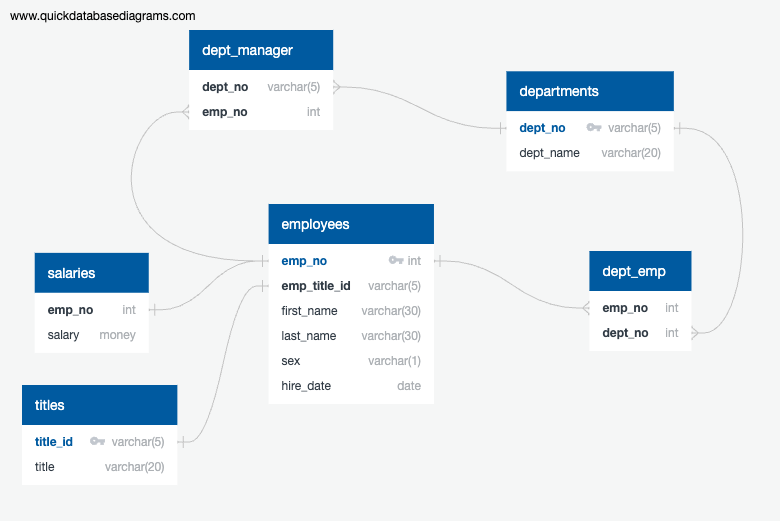 www.quickdatabasediagrams.com
dept_manager
dept_no varchar(5)
emp_no int
departments
dept_no varchar(5)
dept_name varchar(20)
employees
emp_no int
emp_title_id varchar(5)
first_name varchar(30)
last_name varchar(30)
sex varchar(1)
hire_date date
salaries
emp_no int
salary money
dept_emp
emp_no int
dept_no int
titles
title_id varchar(5)
title varchar(20)